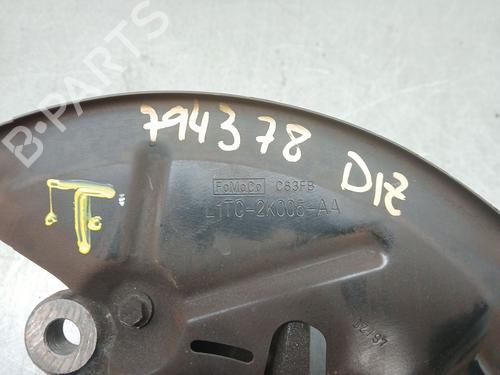 B-PARTS
794378
DIZ
FoMoCo C63FB
L1TC-2K005-AA
T